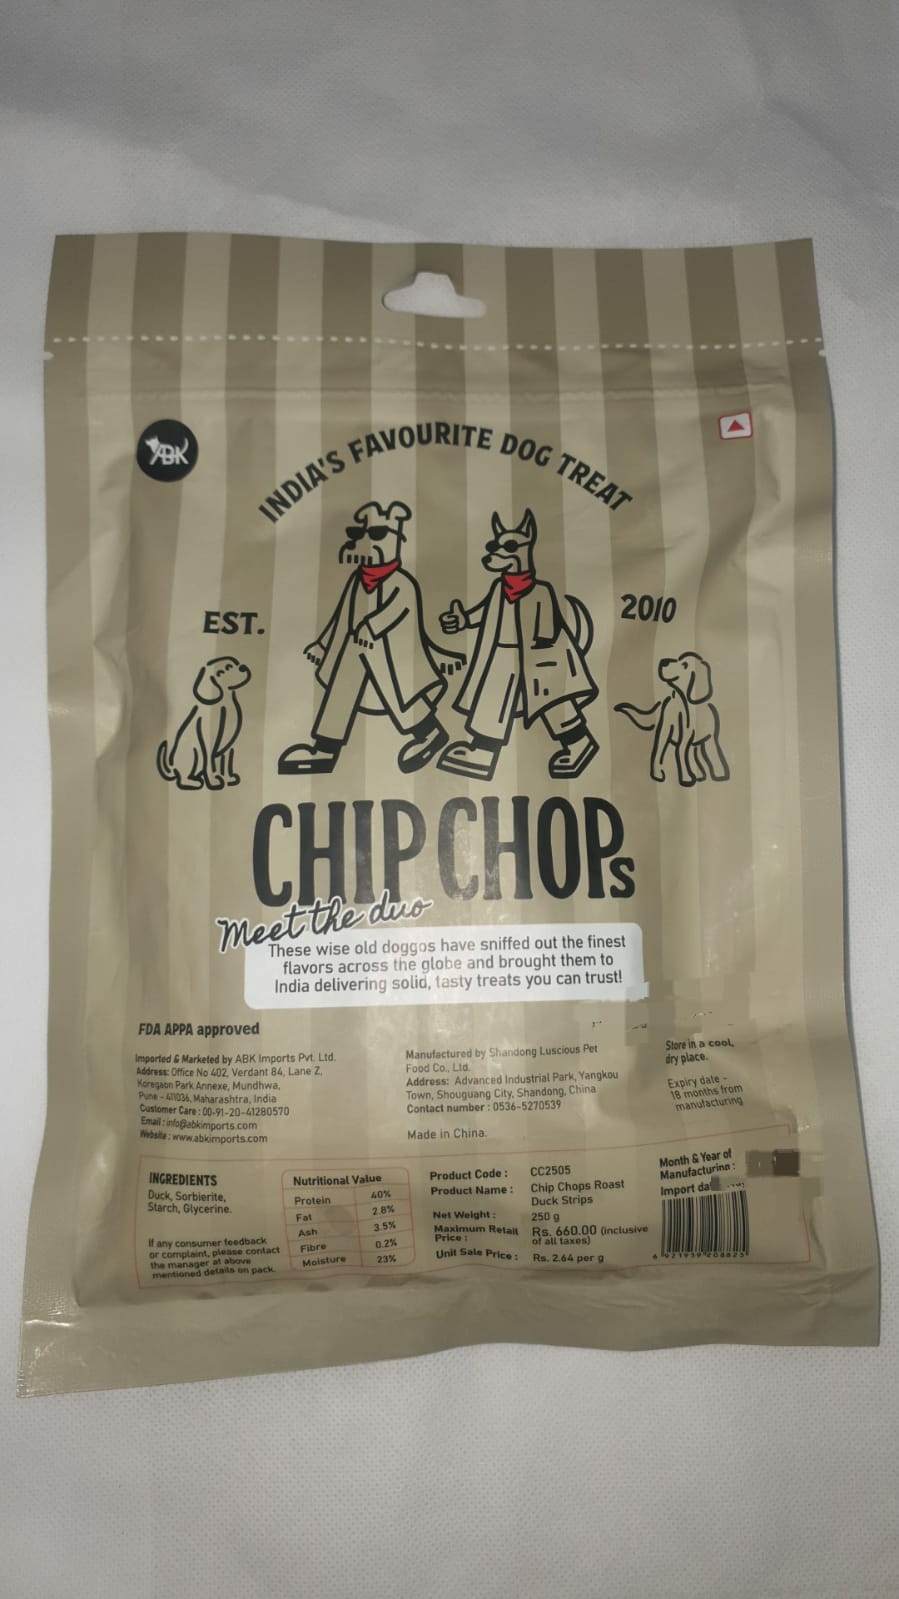 ABK
INDIA'S FAVOURITE DOG TREAT
EST.
2010
CHIP CHOPs
Meet the duo
These wise old doggos have sniffed out the finest
flavors across the globe and brought them to
India delivering solid, tasty treats you can trust!
FDA APPA approved
Imported & Marketed by ABK Imports Pvt. Ltd.
Address: Office No 402, Verdant 84, Lane Z,
Koregaon Park Annexe, Mundhwa,
Pune - 411036, Maharashtra, India
Customer Care : 00-91-20-41280570
Email : info@abkimports.com
Website : www.abkimports.com
Manufactured by Shandong Luscious Pet
Food Co., Ltd.
Address: Advanced Industrial Park, Yangkou
Town, Shouguang City, Shandong, China
Contact number : 0536-5270539
Made in China.
Store in a cool,
dry place.
Expiry date -
18 months from
manufacturing
INGREDIENTS
Duck, Sorbierite,
Starch, Glycerine.
If any consumer feedback
or complaint, please contact
the manager at above
mentioned details on pack.
Nutritional Value
Protein 40%
Fat 2.8%
Ash 3.5%
Fibre 0.2%
Moisture 23%
Product Code : CC2505
Product Name : Chip Chops Roast
Duck Strips
Net Weight : 250 g
Maximum Retail Price : Rs. 660.00 (inclusive
of all taxes)
Unit Sale Price : Rs. 2.64 per g
Month & Year of
Manufacturing :
Import
6 921959 208823